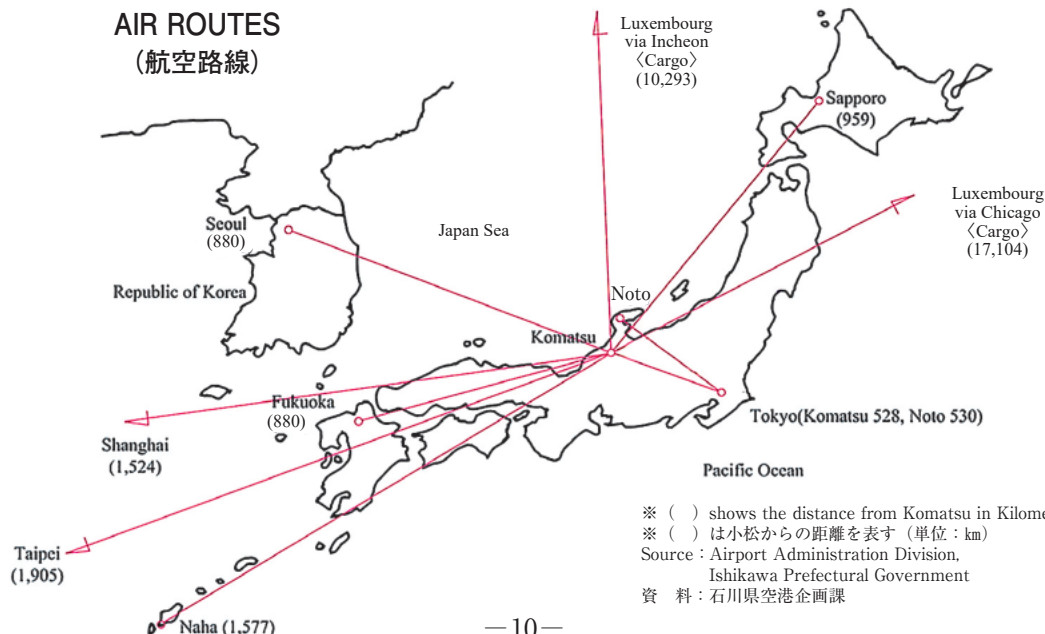 AIR ROUTES
(航空路線)
Luxembourg
via Incheon
〈Cargo〉
(10,293)
Sapporo
(959)
Luxembourg
via Chicago
〈Cargo〉
(17,104)
Seoul
(880)
Japan Sea
Republic of Korea
Noto
Komatsu
Fukuoka
(880)
Tokyo(Komatsu 528, Noto 530)
Shanghai
(1,524)
Pacific Ocean
Taipei
(1,905)
Naha (1,577)
※ (　) shows the distance from Komatsu in Kilome
※ (　) は小松からの距離を表す (単位：㎞)
Source：Airport Administration Division,
Ishikawa Prefectural Government
資　料：石川県空港企画課
—10—